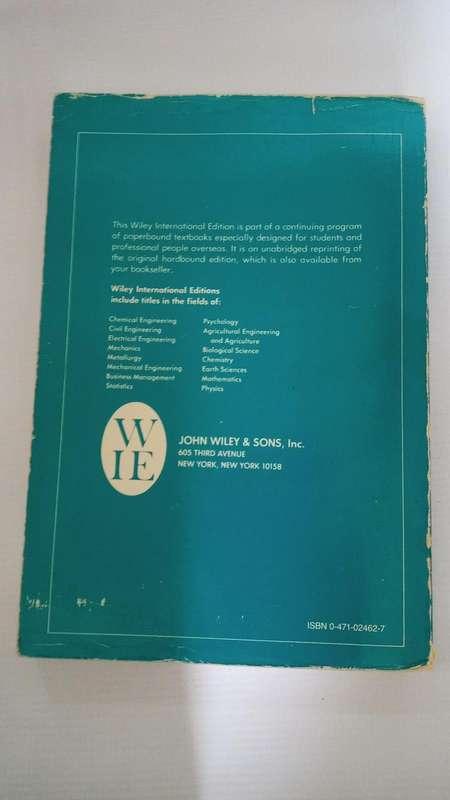 This Wiley International Edition is part of a continuing program
of paperbound textbooks especially designed for students and
professional people overseas. It is an unabridged reprinting of
the original hardbound edition, which is also available from
your bookseller.
Wiley International Editions
include titles in the fields of:
Chemical Engineering
Civil Engineering
Electrical Engineering
Mechanics
Metallurgy
Mechanical Engineering
Business Management
Statistics
Psychology
Agricultural Engineering
and Agriculture
Biological Science
Chemistry
Earth Sciences
Mathematics
Physics
W
IE
JOHN WILEY & SONS, Inc.
605 THIRD AVENUE
NEW YORK, NEW YORK 10158
ISBN 0-471-02462-7